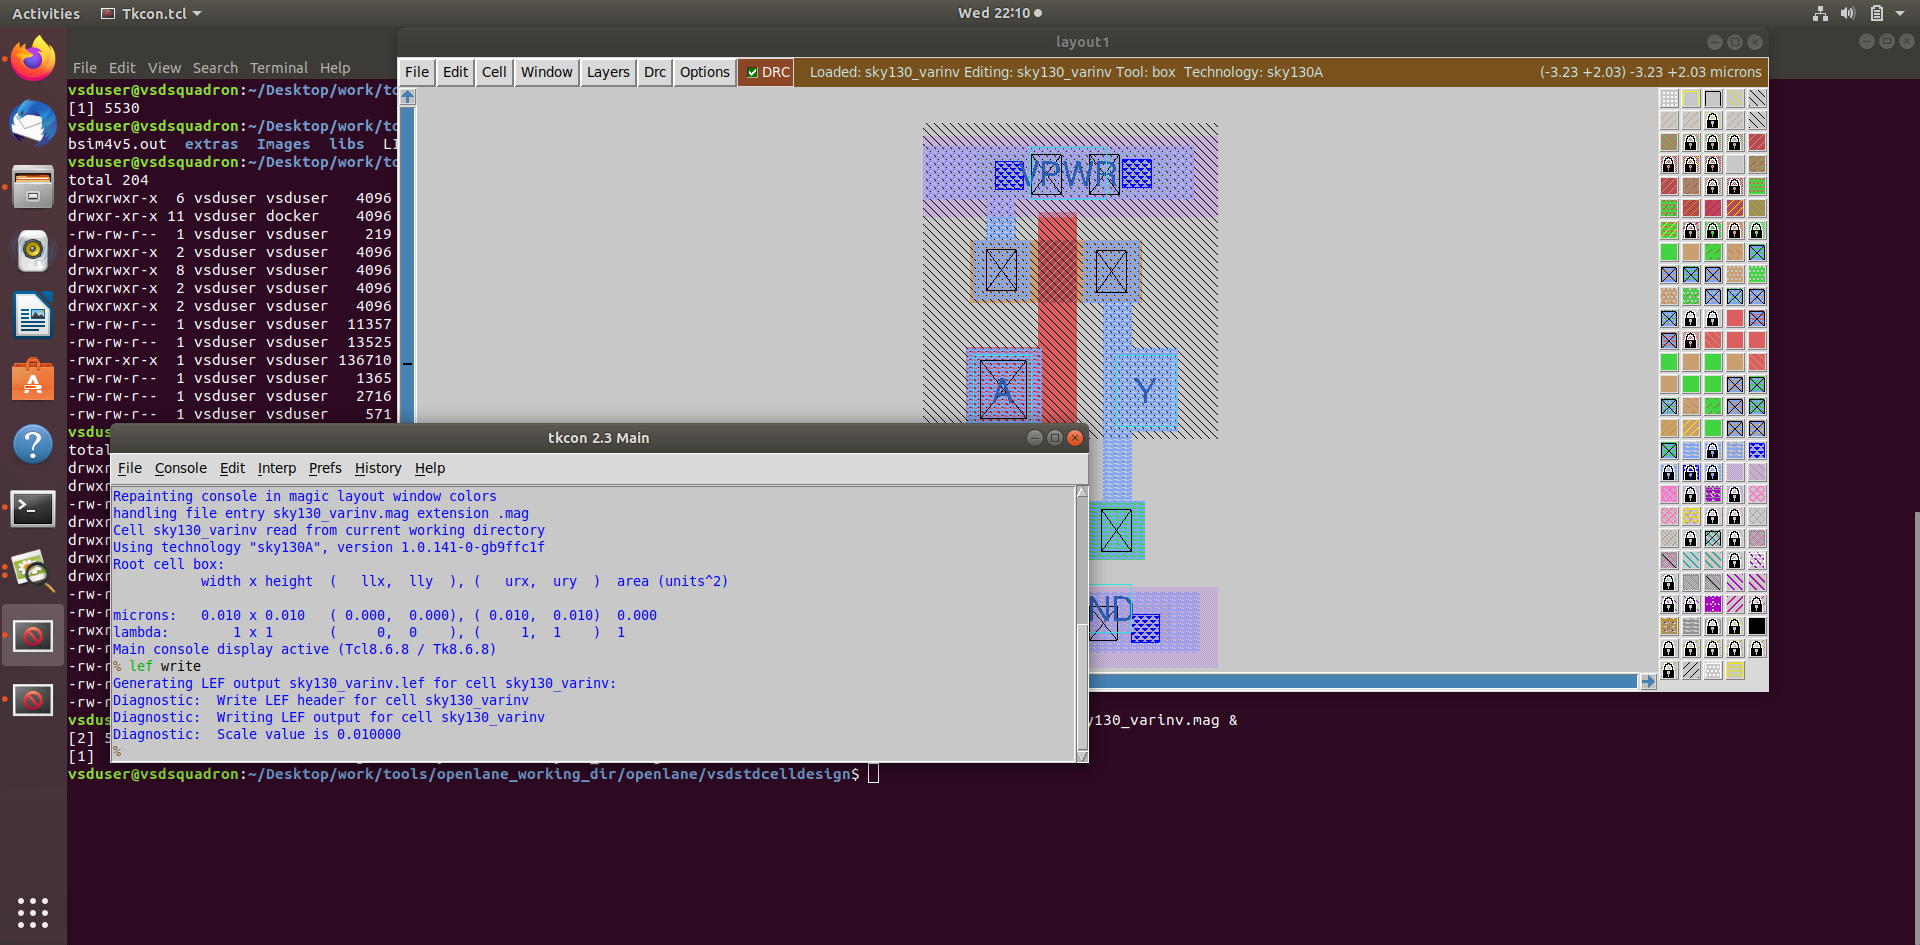 Activities Tkcon.tcl Wed 22:10
layout1
File Edit View Search Terminal Help
File Edit Cell Window Layers Drc Options DRC Loaded: sky130_varinv Editing: sky130_varinv Tool: box Technology: sky130A (-3.23 +2.03) -3.23 +2.03 microns
vsduser@vsdsquadron:~/Desktop/work/to
[1] 5530
vsduser@vsdsquadron:~/Desktop/work/to
bsim4v5.out extras Images libs LI
vsduser@vsdsquadron:~/Desktop/work/to
total 204
drwxrwxr-x 6 vsduser vsduser 4096
drwxr-xr-x 11 vsduser docker 4096
-rw-rw-r-- 1 vsduser vsduser 219
drwxrwxr-x 2 vsduser vsduser 4096
drwxrwxr-x 8 vsduser vsduser 4096
drwxrwxr-x 2 vsduser vsduser 4096
drwxrwxr-x 2 vsduser vsduser 4096
-rw-rw-r-- 1 vsduser vsduser 11357
-rw-rw-r-- 1 vsduser vsduser 13525
-rwxr-xr-x 1 vsduser vsduser 136710
-rw-rw-r-- 1 vsduser vsduser 1365
-rw-rw-r-- 1 vsduser vsduser 2716
-rw-rw-r-- 1 vsduser vsduser 571
VPWR
A
Y
ND
tkcon 2.3 Main
File Console Edit Interp Prefs History Help
Repainting console in magic layout window colors
handling file entry sky130_varinv.mag extension .mag
Cell sky130_varinv read from current working directory
Using technology "sky130A", version 1.0.141-0-gb9ffc1f
Root cell box:
width x height ( llx, lly ), ( urx, ury ) area (units^2)
microns: 0.010 x 0.010 ( 0.000, 0.000), ( 0.010, 0.010) 0.000
lambda: 1 x 1 ( 0, 0 ), ( 1, 1 ) 1
Main console display active (Tcl8.6.8 / Tk8.6.8)
% lef write
Generating LEF output sky130_varinv.lef for cell sky130_varinv:
Diagnostic: Write LEF header for cell sky130_varinv
Diagnostic: Writing LEF output for cell sky130_varinv
Diagnostic: Scale value is 0.010000
%
vsdus
total
drwxr
drwxr
-rw-r
drwxr
drwxr
drwxr
drwxr
-rw-r
-rw-r
-rwxr
-rw-r
-rw-r
-rw-r
vsdus y130_varinv.mag &
[2] 5
[1]
vsduser@vsdsquadron:~/Desktop/work/tools/openlane_working_dir/openlane/vsdstdcelldesign$